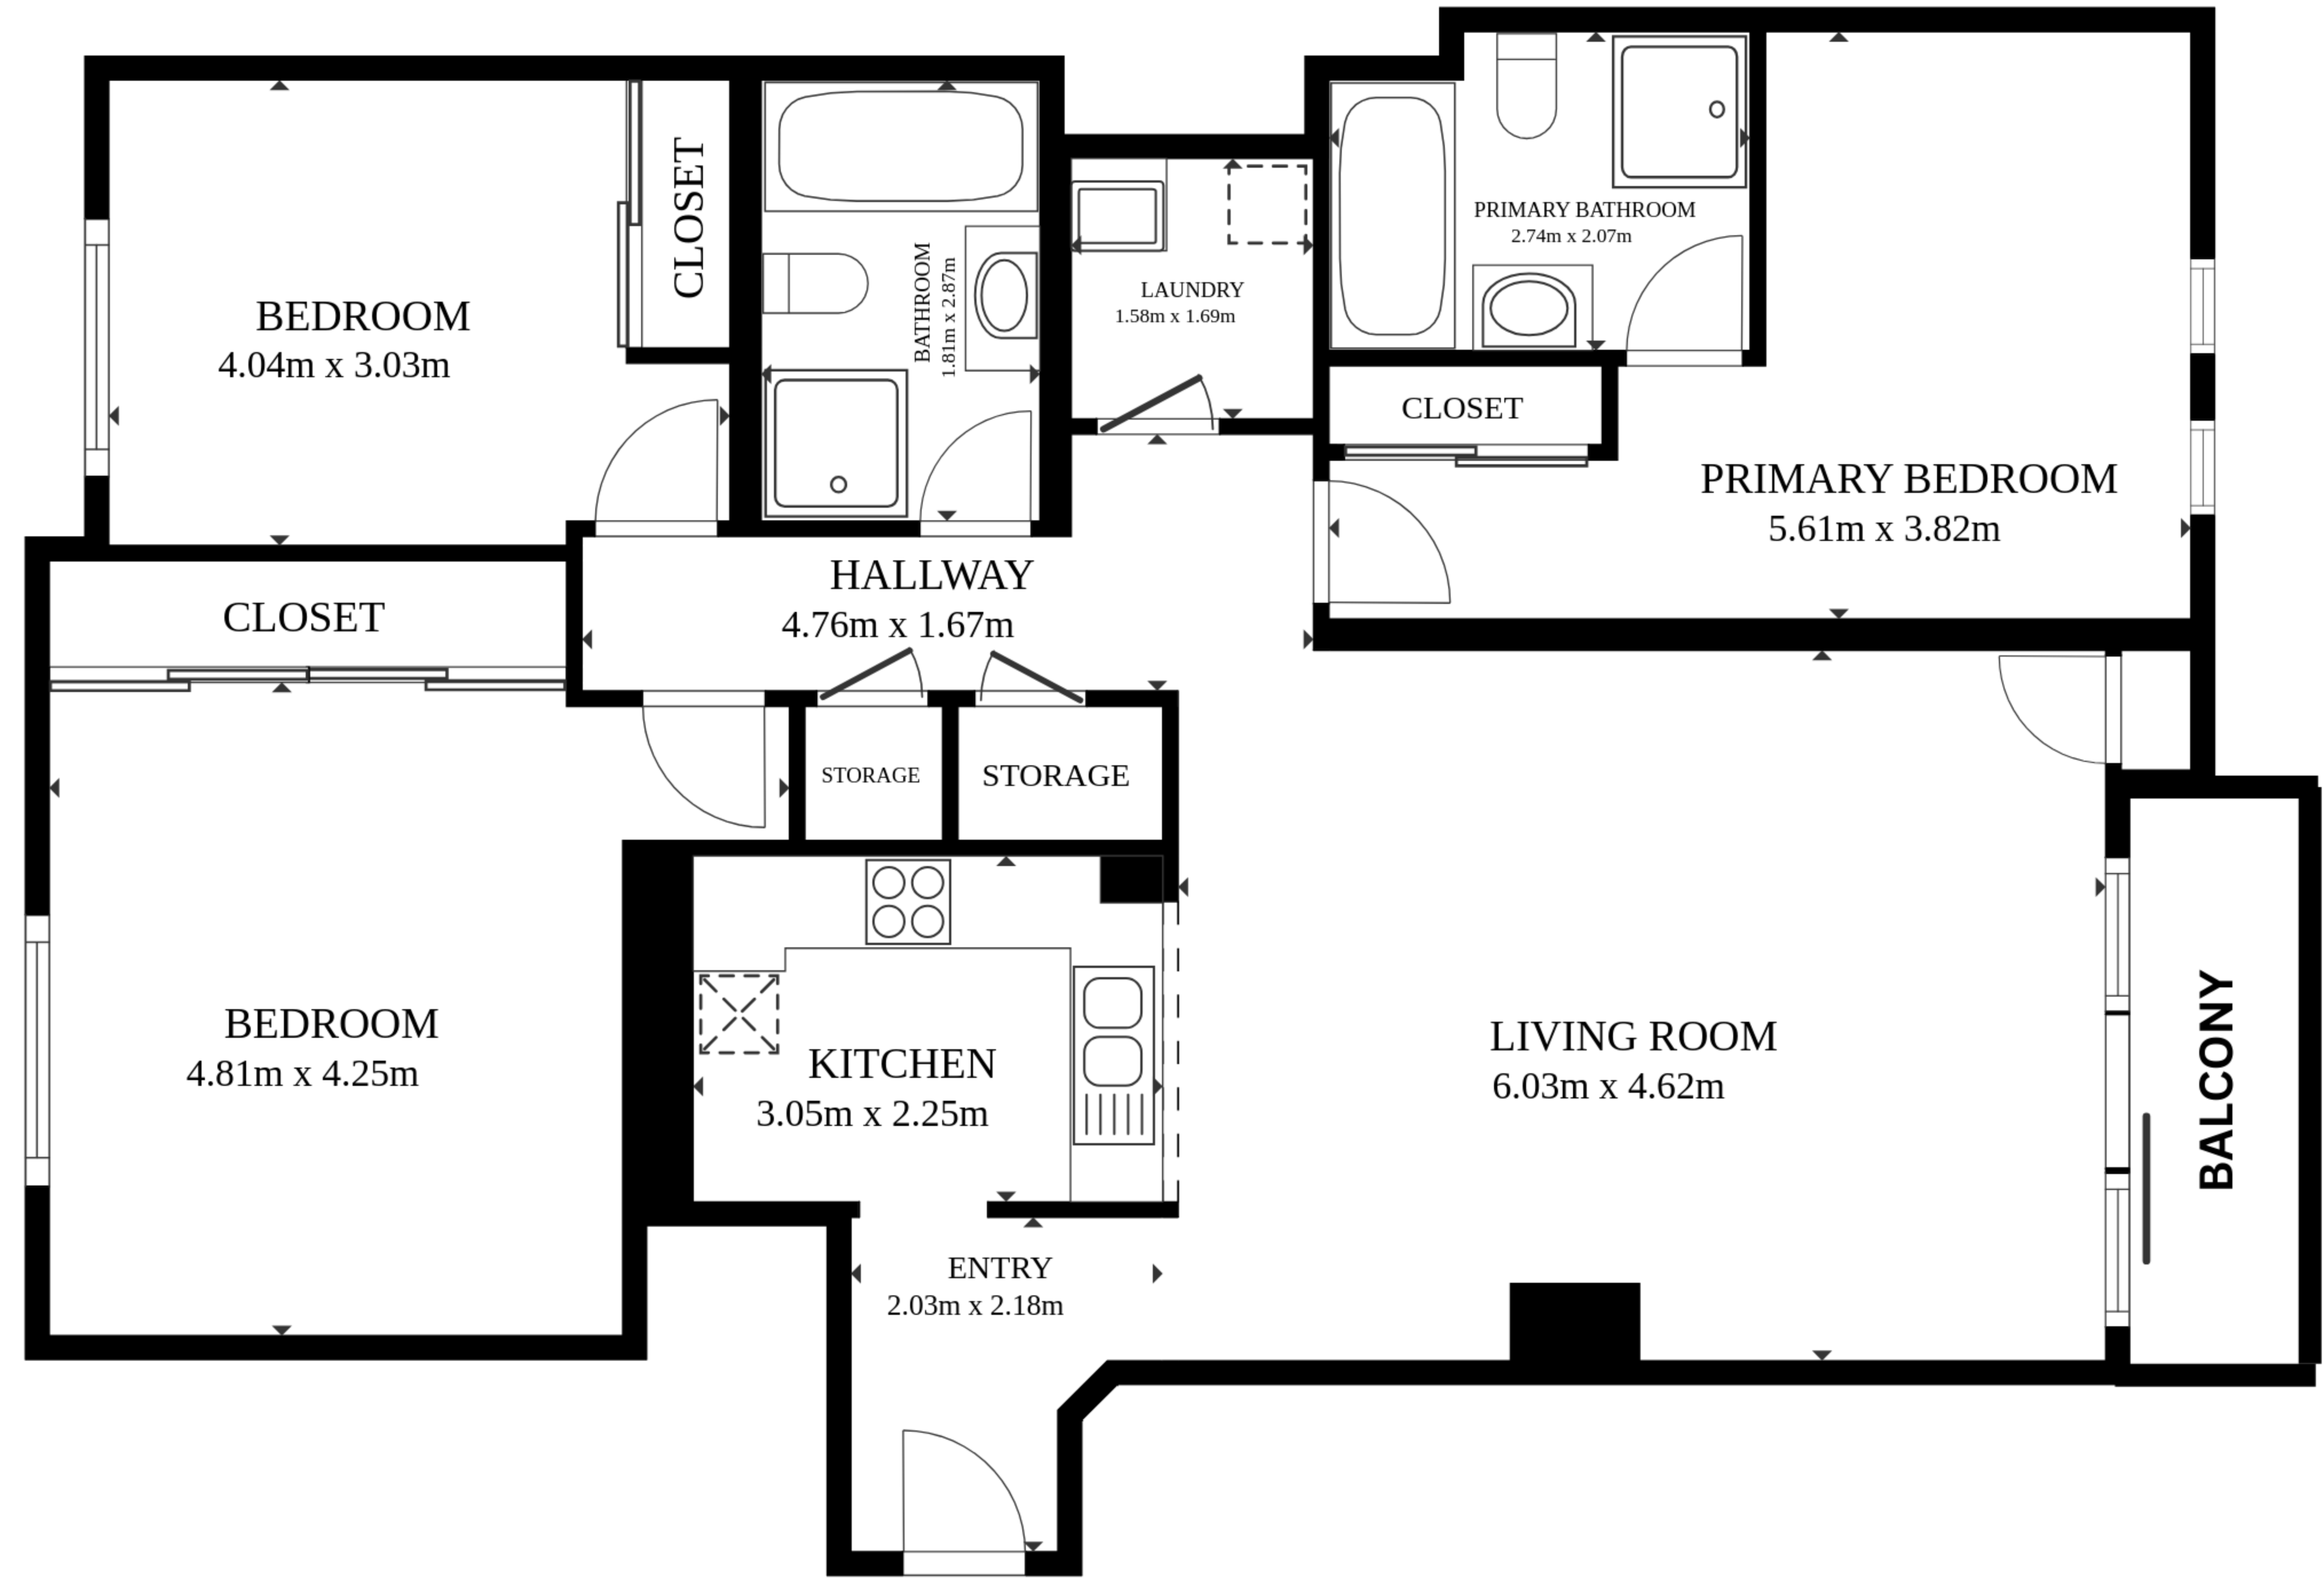 BEDROOM
4.04m x 3.03m
CLOSET
BATHROOM
1.81m x 2.87m
LAUNDRY
1.58m x 1.69m
PRIMARY BATHROOM
2.74m x 2.07m
CLOSET
PRIMARY BEDROOM
5.61m x 3.82m
HALLWAY
4.76m x 1.67m
CLOSET
STORAGE
STORAGE
BEDROOM
4.81m x 4.25m
KITCHEN
3.05m x 2.25m
LIVING ROOM
6.03m x 4.62m
BALCONY
ENTRY
2.03m x 2.18m